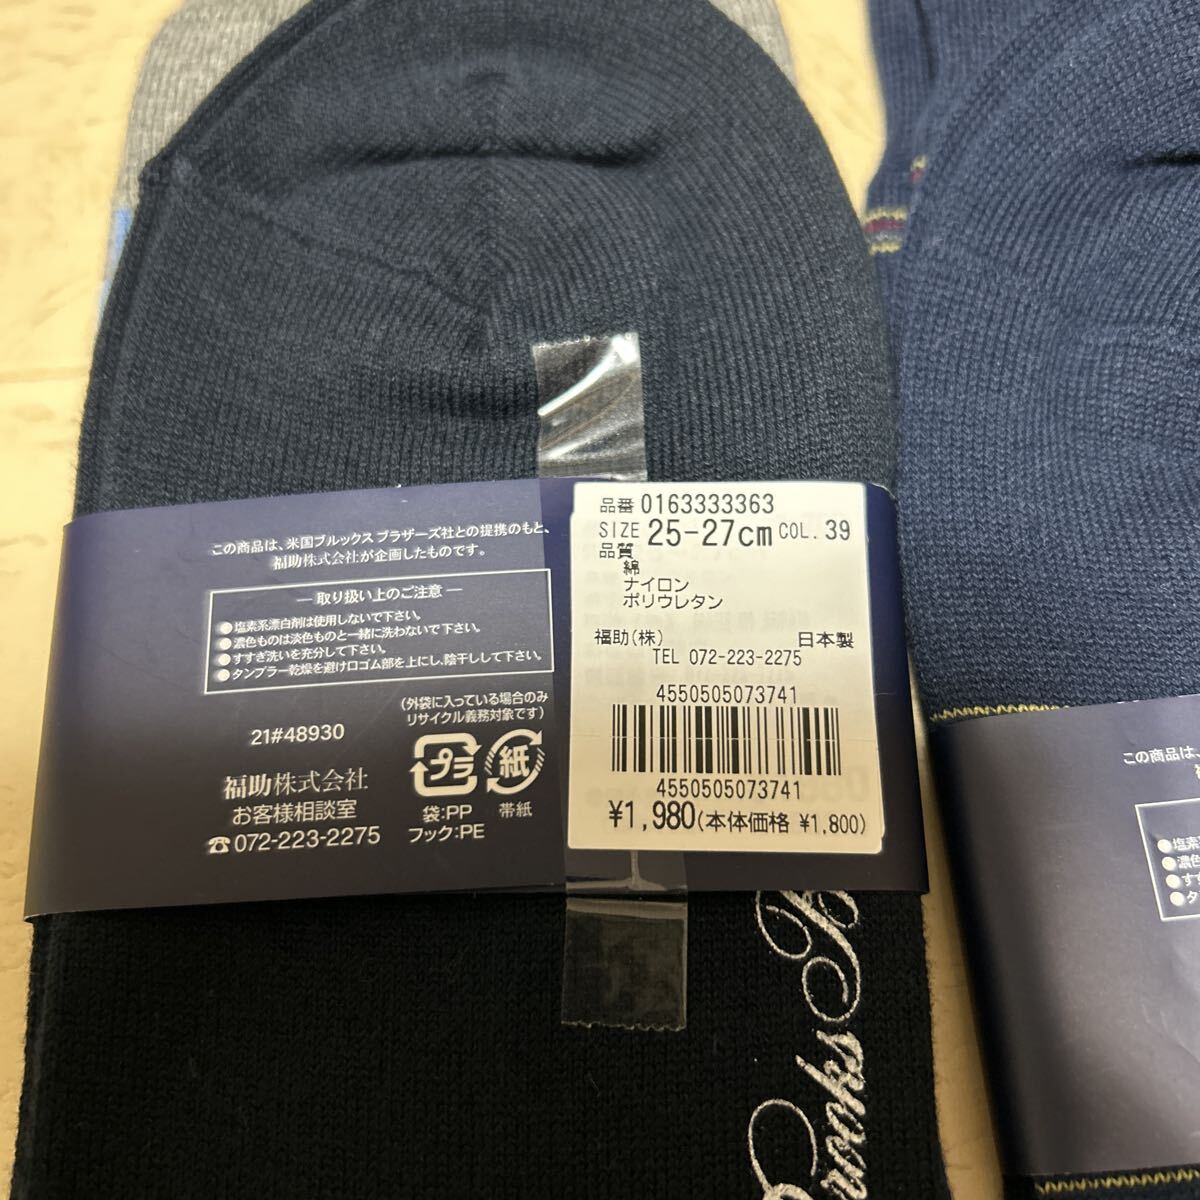 この商品は、米国ブルックス ブラザーズ社との提携のもと、
福助株式会社が企画したものです。
― 取り扱い上のご注意 ―
●塩素系漂白剤は使用しないで下さい。
●濃色ものは淡色ものと一緒に洗わないで下さい。
●すすぎ洗いを充分して下さい。
●タンブラー乾燥を避け口ゴム部を上にし、陰干しして下さい。
(外袋に入っている場合のみ
リサイクル義務対象です)
21#48930
福助株式会社
お客様相談室
☎072-223-2275
プラ
紙
袋:PP
フック:PE
帯紙
品番 0163333363
SIZE 25-27cm COL. 39
品質
綿
ナイロン
ポリウレタン
福助(株) 日本製
TEL 072-223-2275
4550505073741
4550505073741
¥1,980(本体価格 ¥1,800)
Brooks B
この商品は、
●塩素
●濃色
●すす
●タ